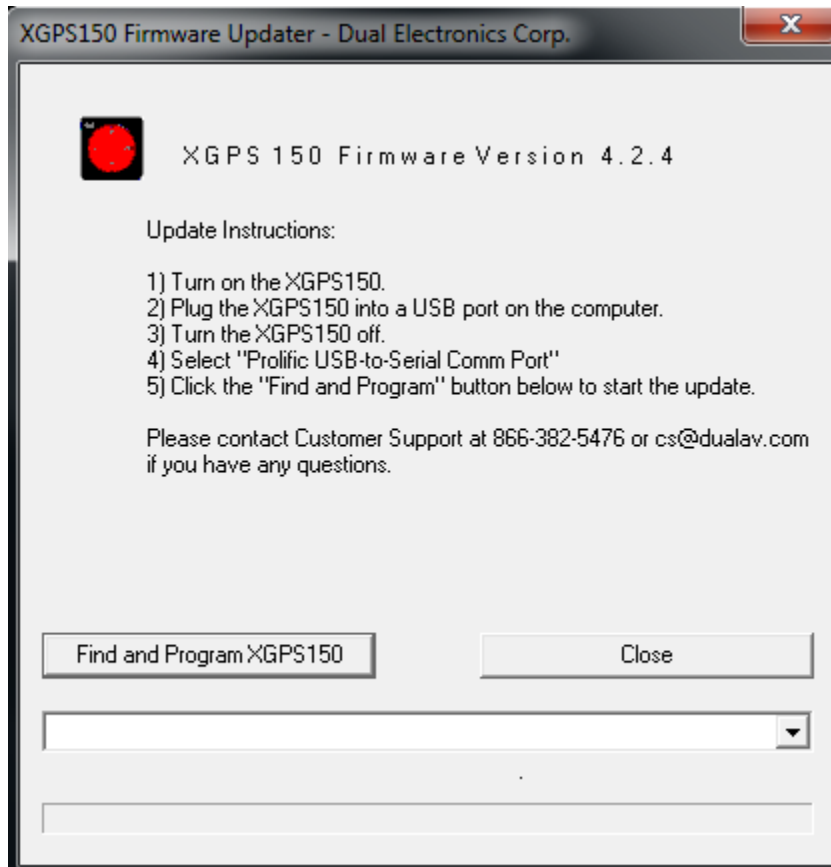 XGPS150 Firmware Updater - Dual Electronics Corp.
XGPS 150 Firmware Version 4.2.4
Update Instructions:
1) Turn on the XGPS150.
2) Plug the XGPS150 into a USB port on the computer.
3) Turn the XGPS150 off.
4) Select "Prolific USB-to-Serial Comm Port"
5) Click the "Find and Program" button below to start the update.
Please contact Customer Support at 866-382-5476 or cs@dualav.com
if you have any questions.
Find and Program XGPS150
Close